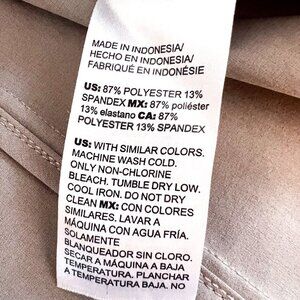 MADE IN INDONESIA/
HECHO EN INDONESIA/
FABRIQUÉ EN INDONÉSIE
US: 87% POLYESTER 13%
SPANDEX MX: 87% poliéster
13% elastano CA: 87%
POLYESTER 13% SPANDEX
US: WITH SIMILAR COLORS.
MACHINE WASH COLD.
ONLY NON-CHLORINE
BLEACH. TUMBLE DRY LOW.
COOL IRON. DO NOT DRY
CLEAN MX: CON COLORES
SIMILARES. LAVAR A
MÁQUINA CON AGUA FRÍA.
SOLAMENTE
BLANQUEADOR SIN CLORO.
SECAR A MÁQUINA A BAJA
TEMPERATURA. PLANCHAR
A BAJA TEMPERATURA. NO